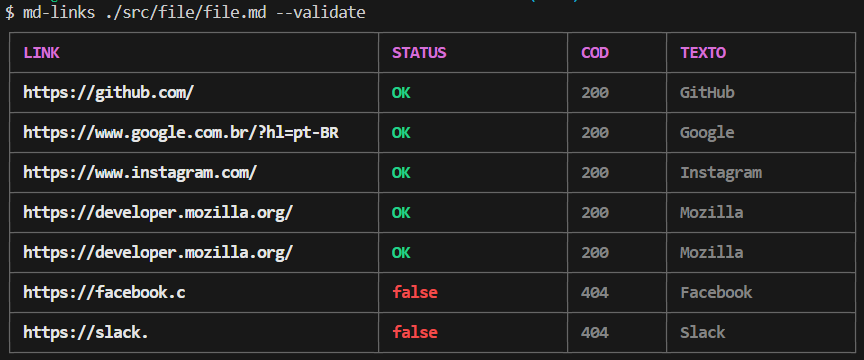 $ md-links ./src/file/file.md --validate
LINK STATUS COD TEXTO
https://github.com/ OK 200 GitHub
https://www.google.com.br/?hl=pt-BR OK 200 Google
https://www.instagram.com/ OK 200 Instagram
https://developer.mozilla.org/ OK 200 Mozilla
https://developer.mozilla.org/ OK 200 Mozilla
https://facebook.c false 404 Facebook
https://slack. false 404 Slack